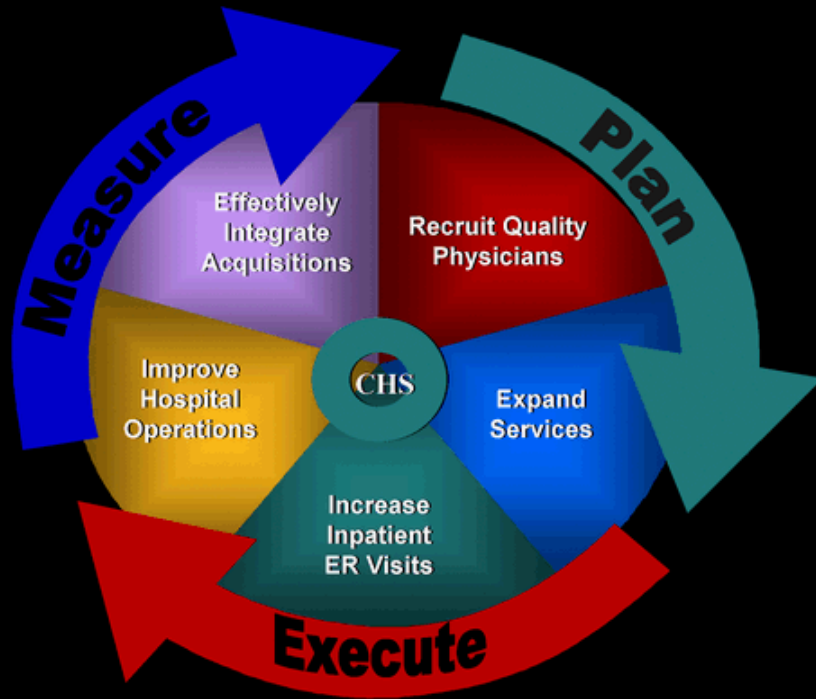 Measure
Plan
Effectively
Integrate
Acquisitions
Recruit Quality
Physicians
Improve
Hospital
Operations
CHS
Expand
Services
Increase
Inpatient
ER Visits
Execute